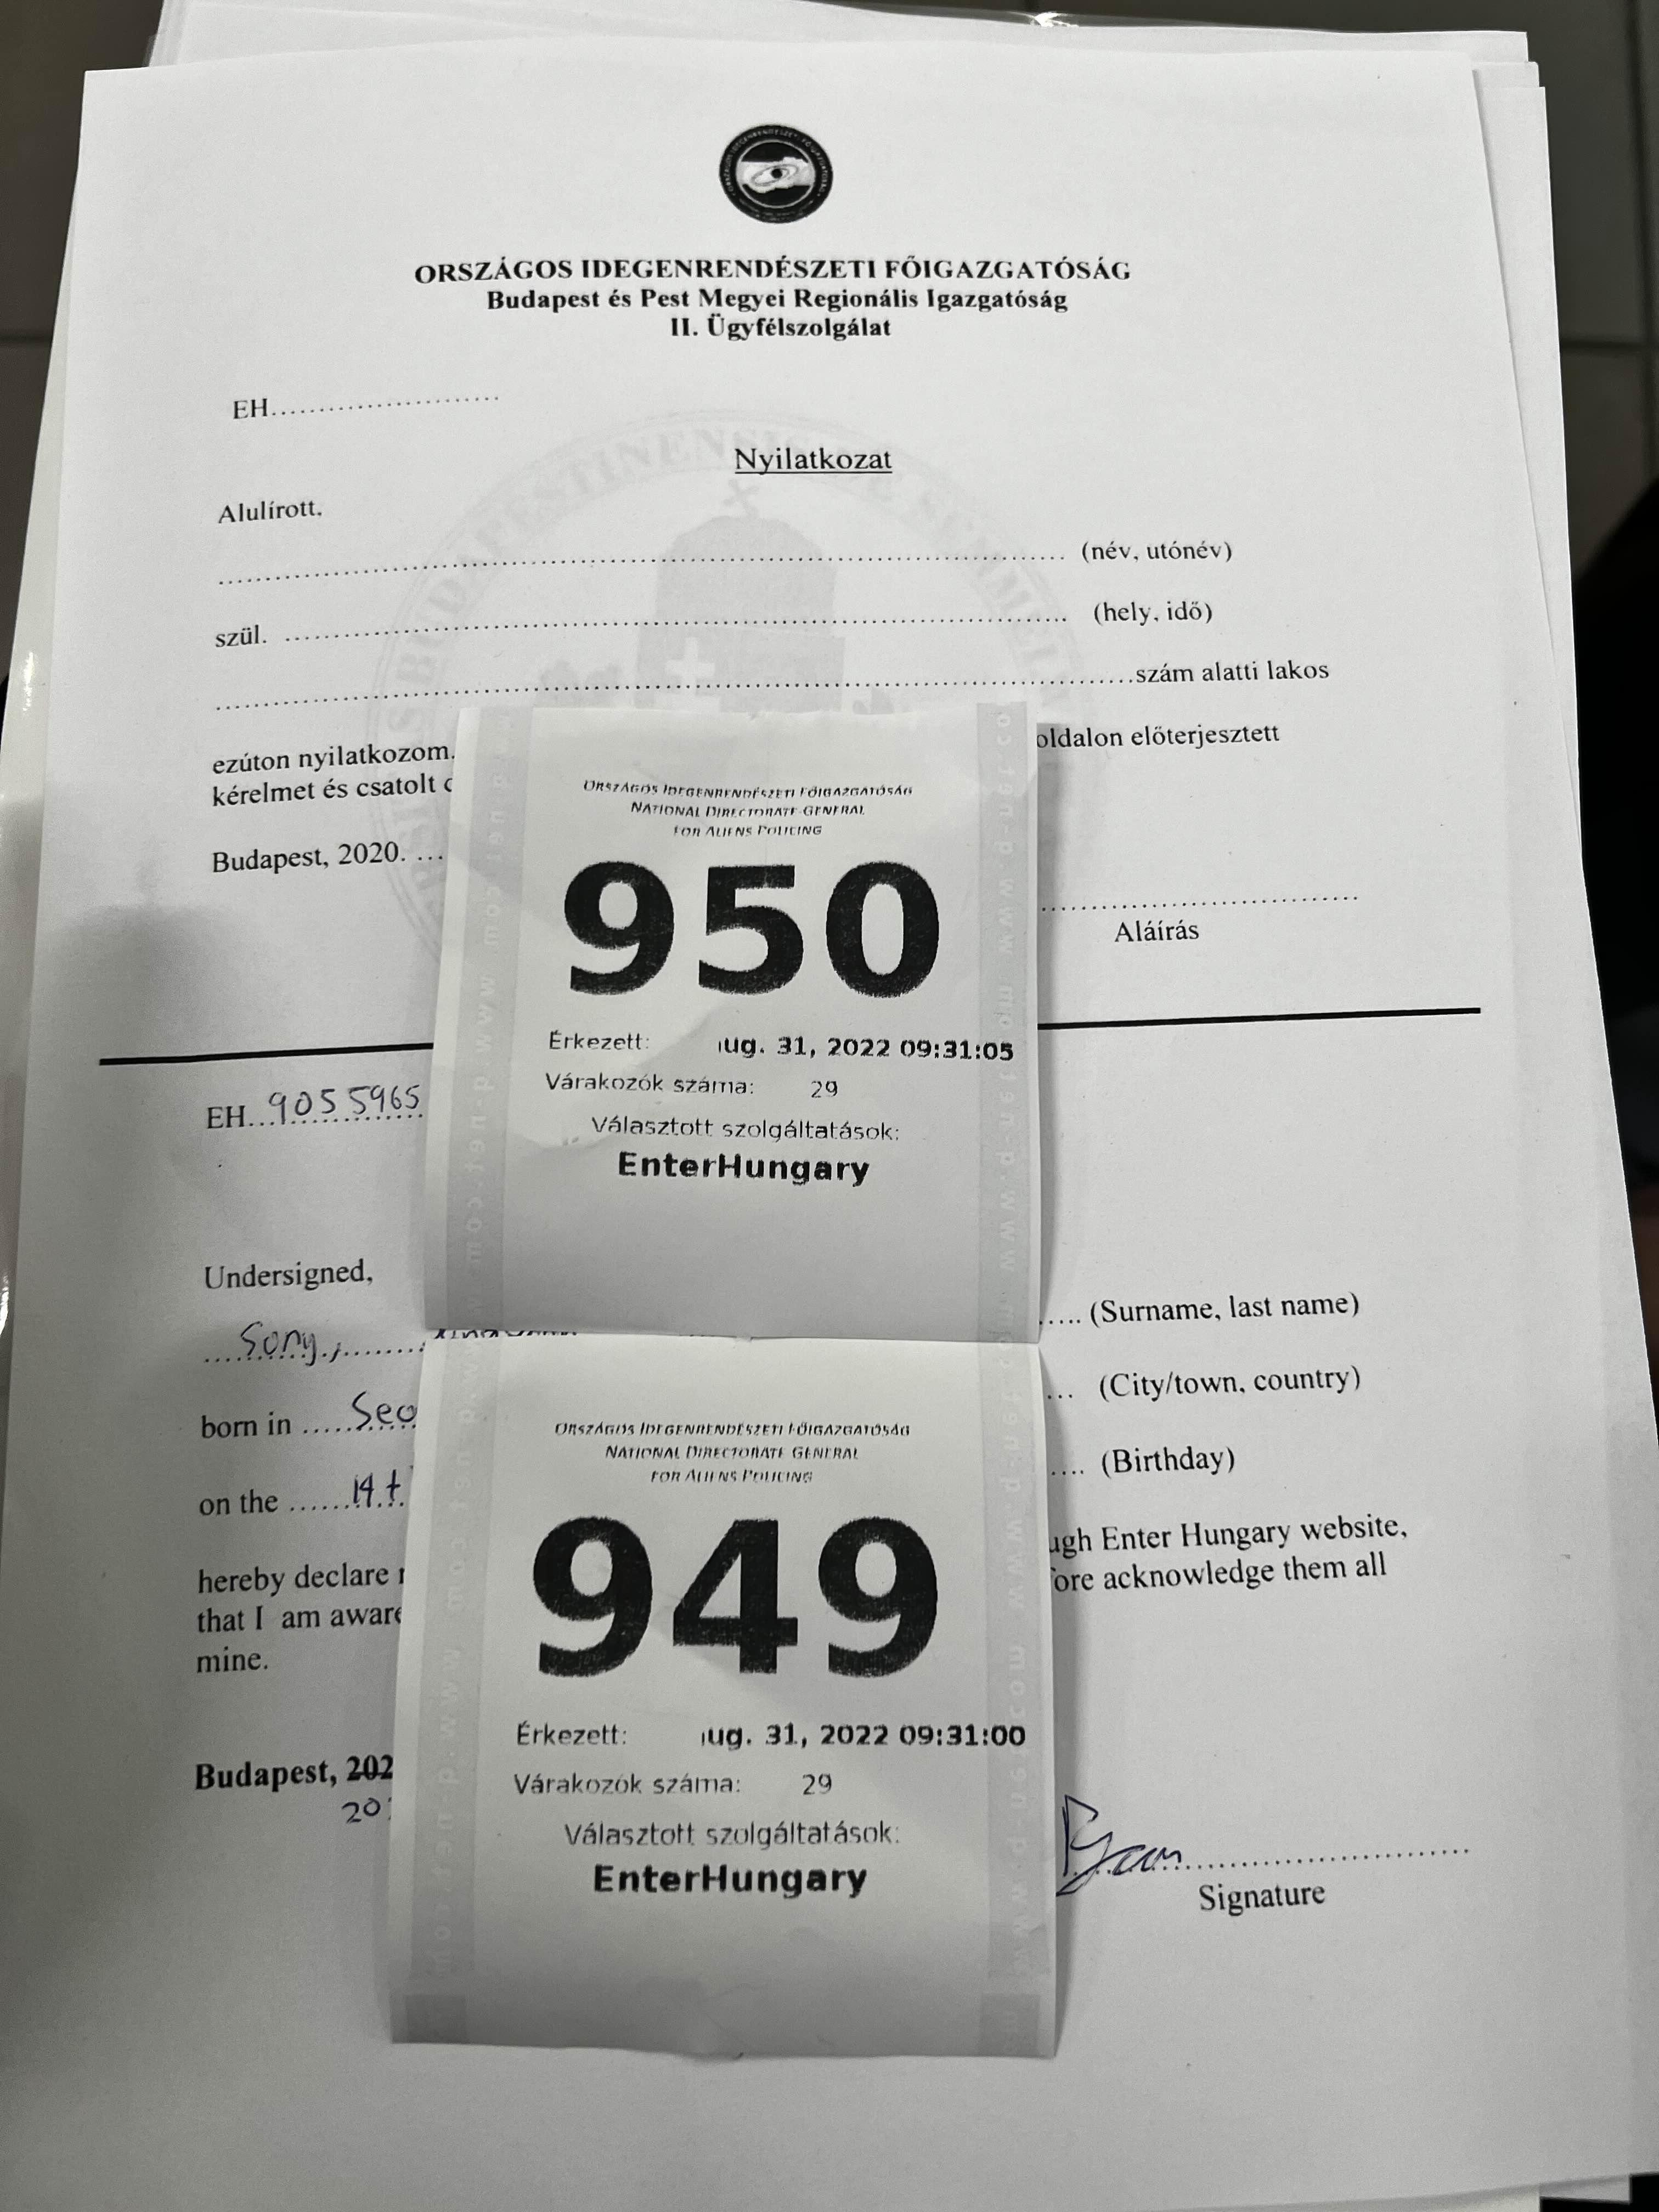 ORSZÁGOS IDEGENRENDÉSZETI FŐIGAZGATÓSÁG
Budapest és Pest Megyei Regionális Igazgatóság
II. Ügyfélszolgálat
EH..........................
Nyilatkozat
Alulírott,
(név, utónév)
szül. (hely, idő)
szám alatti lakos
ezúton nyilatkozom, oldalon előterjesztett
kérelmet és csatolt
Budapest, 2020. ...
Aláírás
ORSZÁGOS IDEGENRENDÉSZETI FŐIGAZGATÓSÁG
NATIONAL DIRECTORATE-GENERAL
FOR ALIENS POLICING
950
Érkezett: ug. 31, 2022 09:31:05
Várakozók száma: 29
Választott szolgáltatások:
EnterHungary
EH...9055965
Undersigned,
Song, (Surname, last name)
born in Seo (City/town, country)
on the 14t (Birthday)
hereby declare ugh Enter Hungary website,
that I am aware ore acknowledge them all
mine.
Budapest, 202
20
Signature
ORSZÁGOS IDEGENRENDÉSZETI FŐIGAZGATÓSÁG
NATIONAL DIRECTORATE GENERAL
FOR ALIENS POLICING
949
Érkezett: ug. 31, 2022 09:31:00
Várakozók száma: 29
Választott szolgáltatások:
EnterHungary